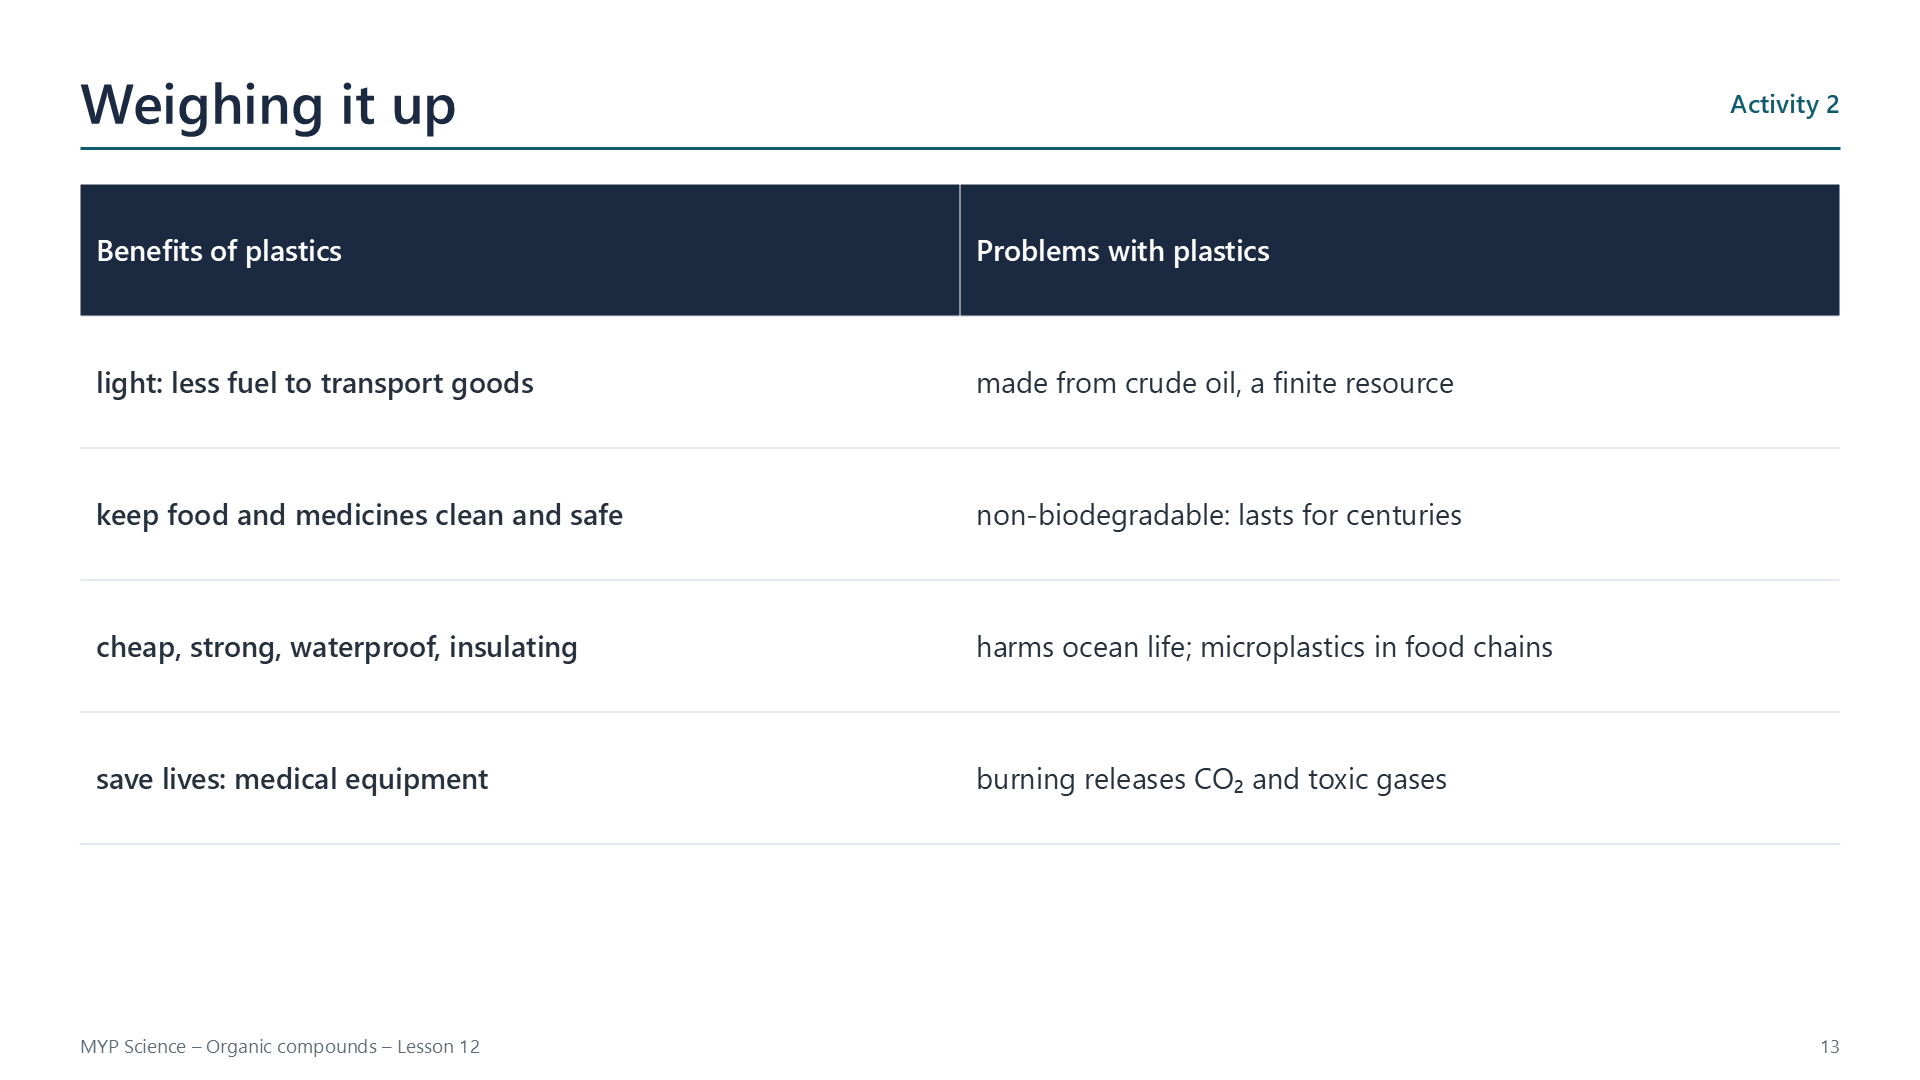 Weighing it up
Activity 2
Benefits of plastics
Problems with plastics
light: less fuel to transport goods
made from crude oil, a finite resource
keep food and medicines clean and safe
non-biodegradable: lasts for centuries
cheap, strong, waterproof, insulating
harms ocean life; microplastics in food chains
save lives: medical equipment
burning releases CO₂ and toxic gases
MYP Science – Organic compounds – Lesson 12
13